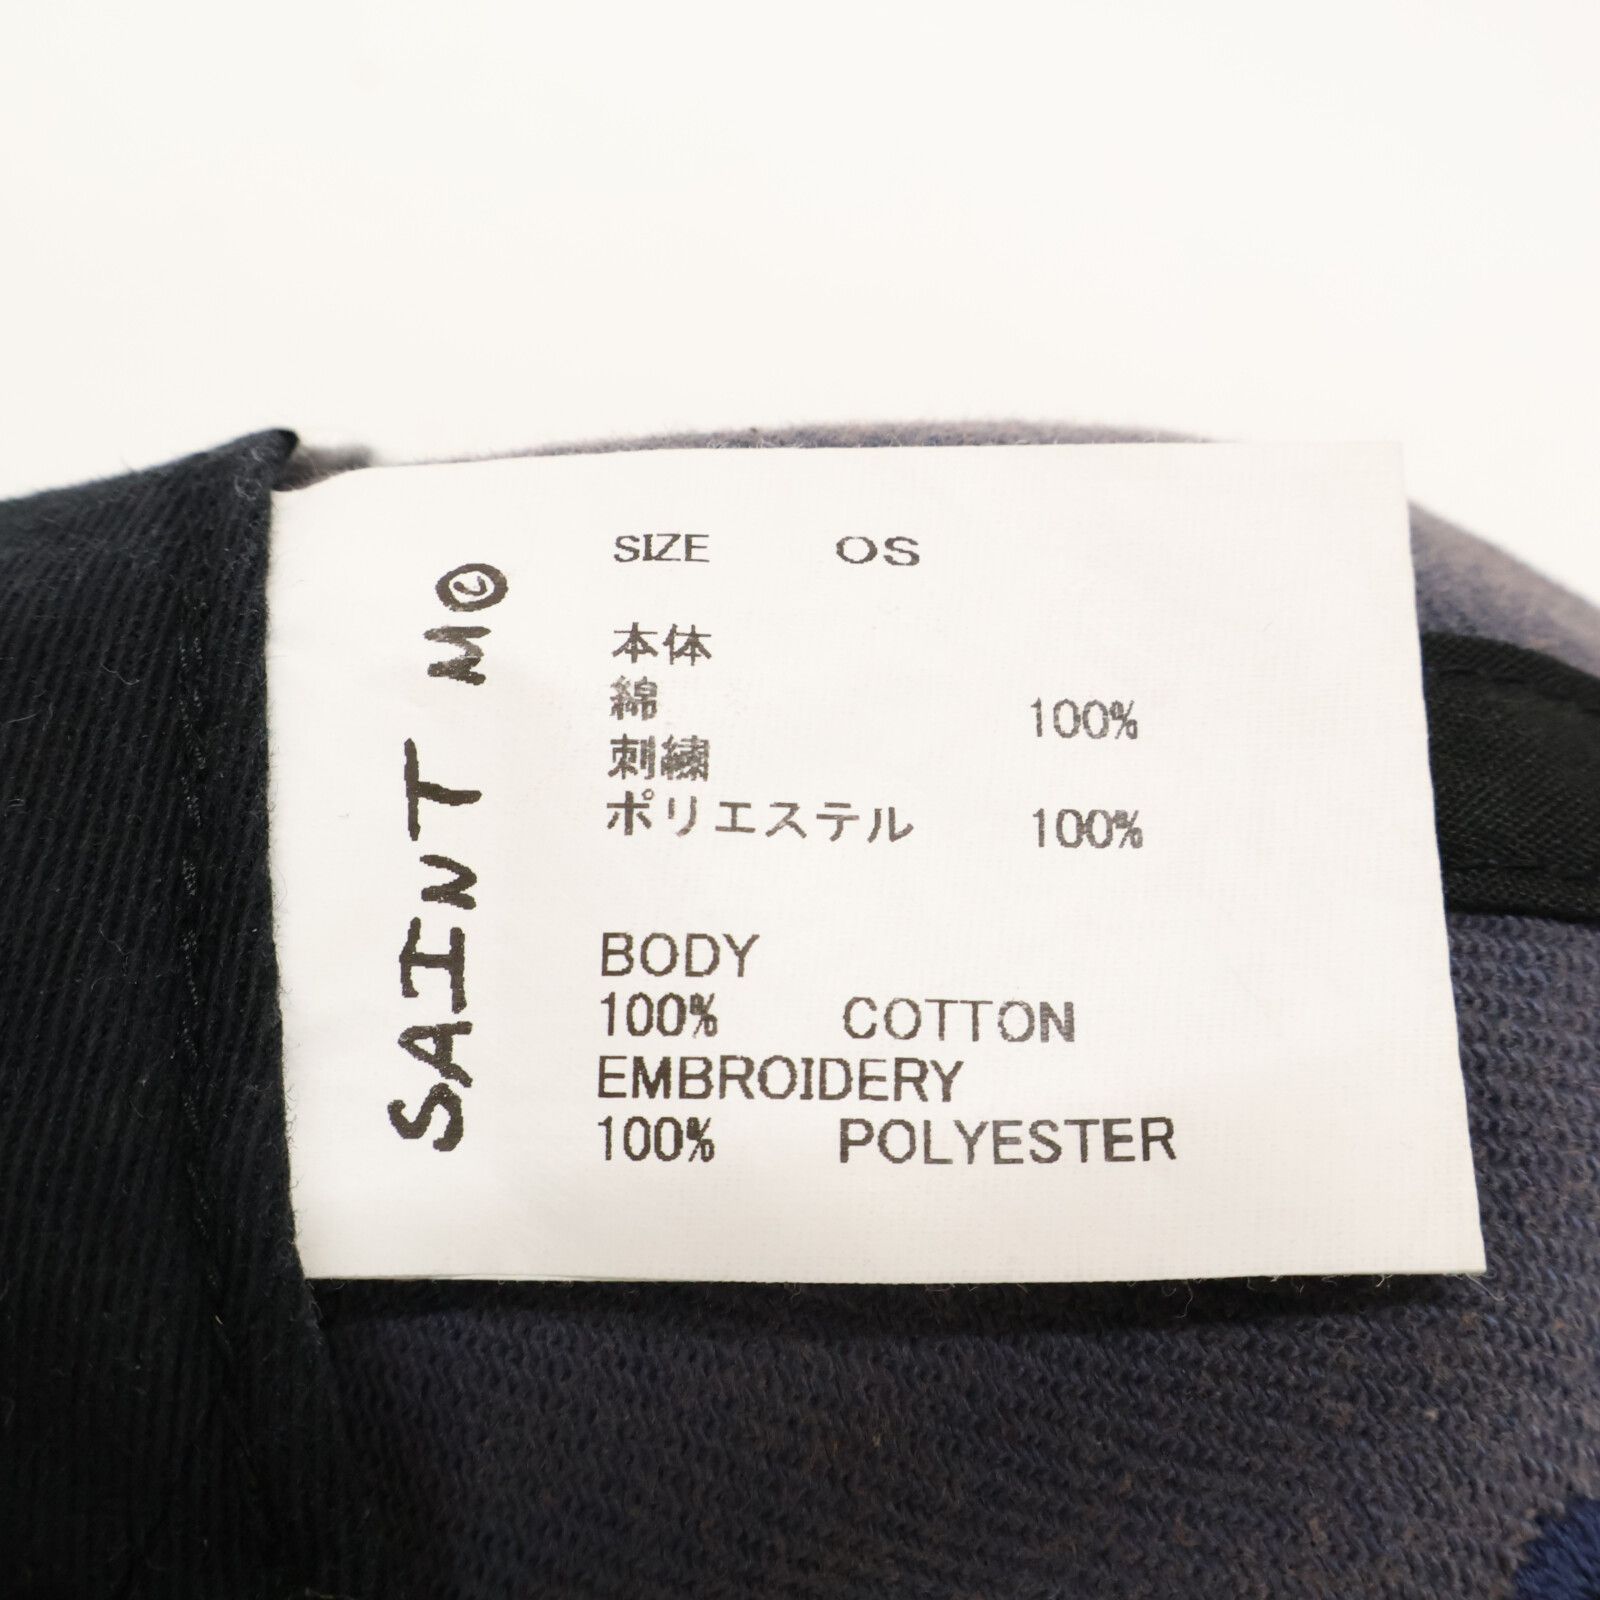 SAINT M©
SIZE OS
本体
綿 100%
刺繍
ポリエステル 100%
BODY
100% COTTON
EMBROIDERY
100% POLYESTER